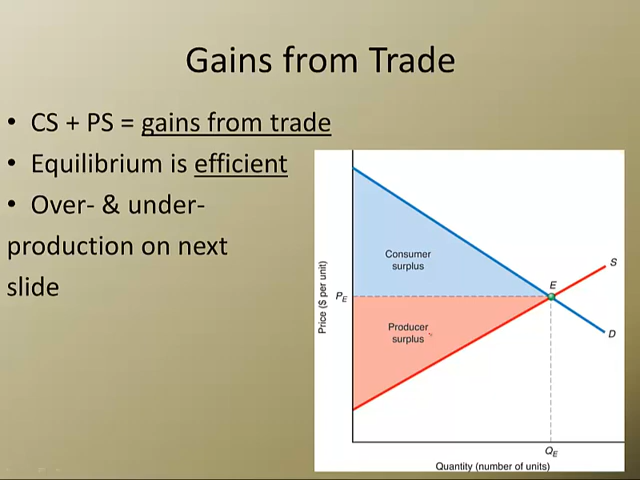 Gains from Trade
• CS + PS = gains from trade
• Equilibrium is efficient
• Over- & under-
production on next
slide
Price ($ per unit)
Consumer
surplus
Producer
surplus
P_E
E
S
D
Q_E
Quantity (number of units)